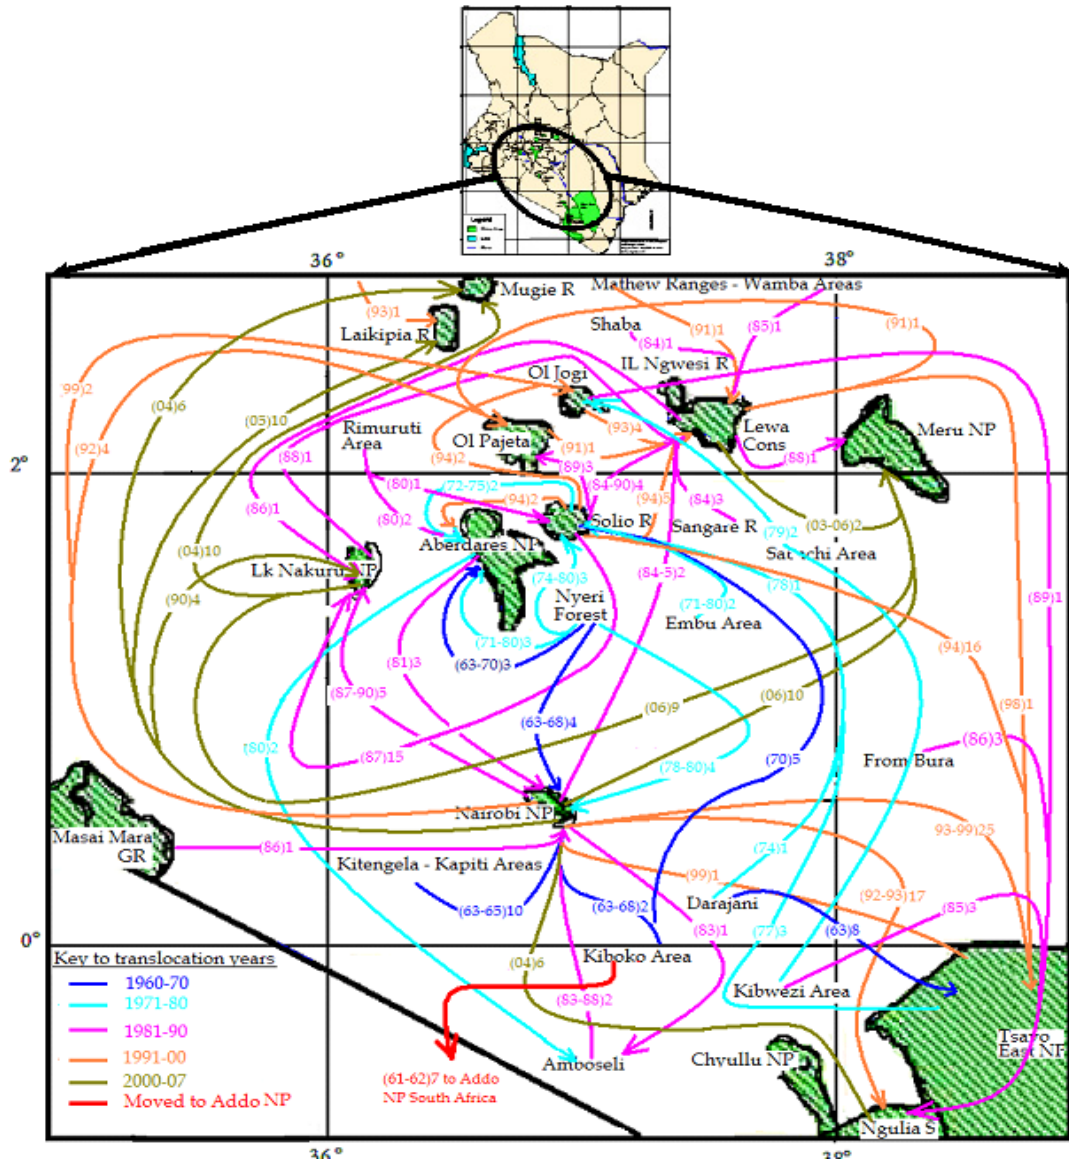 36°
38°
Mugie R
Mathew Ranges - Wamba Areas
(93)1
Laikipia R
Shaba
(84)1
(91)1
(85)1
(91)1
IL Ngwesi R
Ol Jogi
(99)2
(04)6
(05)10
Rimuruti
Area
Ol Pajeta
(93)4
Lewa
Cons
Meru NP
(92)4
(88)1
(91)1
(94)2
(89)3
(88)1
2°
(72-75)2
(80)1
(84-90)4
(86)1
(94)2
(94)5
(84)3
(80)2
Solio R
Sangare R
(79)2
(03-06)2
Aberdares NP
(04)10
Lk Nakuru NP
(74-80)3
(84-5)2
(78)1
(90)4
Nyeri
Forest
(71-80)2
Embu Area
(89)1
(71-80)3
(63-70)3
(81)3
(94)16
(87-90)5
(06)9
(06)10
(98)1
(63-68)4
(80)2
(87)15
(78-80)4
(70)5
From Bura
(86)3
Nairobi NP
Masai Mara
GR
(86)1
Kitengela - Kapiti Areas
93-99)25
(74)1
(99)1
(92-93)17
Darajani
(85)3
(63-65)10
(63-68)2
(83)1
(77)3
(63)8
0°
Kiboko Area
(04)6
Key to translocation years
1960-70
1971-80
1981-90
1991-00
2000-07
Moved to Addo NP
Kibwezi Area
(83-88)2
Tsavo
East NP
Amboseli
Chyullu NP
(61-62)7 to Addo
NP South Africa
Ngulia S
36°
38°